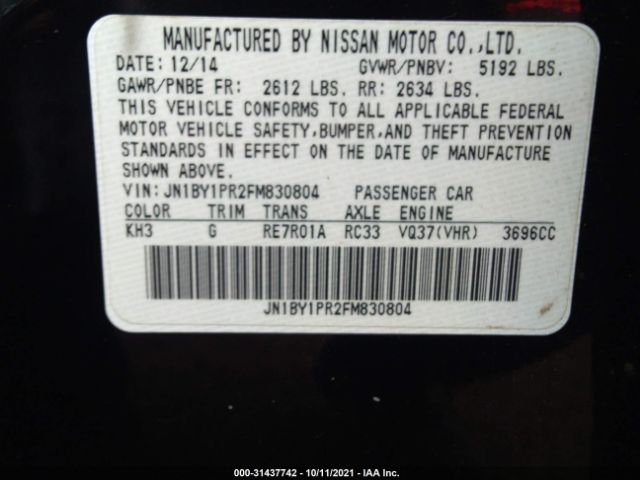 MANUFACTURED BY NISSAN MOTOR CO.,LTD.
DATE: 12/14 GVWR/PNBV: 5192 LBS.
GAWR/PNBE FR: 2612 LBS. RR: 2634 LBS.
THIS VEHICLE CONFORMS TO ALL APPLICABLE FEDERAL
MOTOR VEHICLE SAFETY,BUMPER,AND THEFT PREVENTION
STANDARDS IN EFFECT ON THE DATE OF MANUFACTURE
SHOWN ABOVE.
VIN: JN1BY1PR2FM830804 PASSENGER CAR
COLOR TRIM TRANS AXLE ENGINE
KH3 G RE7R01A RC33 VQ37(VHR) 3696CC
JN1BY1PR2FM830804
000-31437742 - 10/11/2021 - IAA Inc.